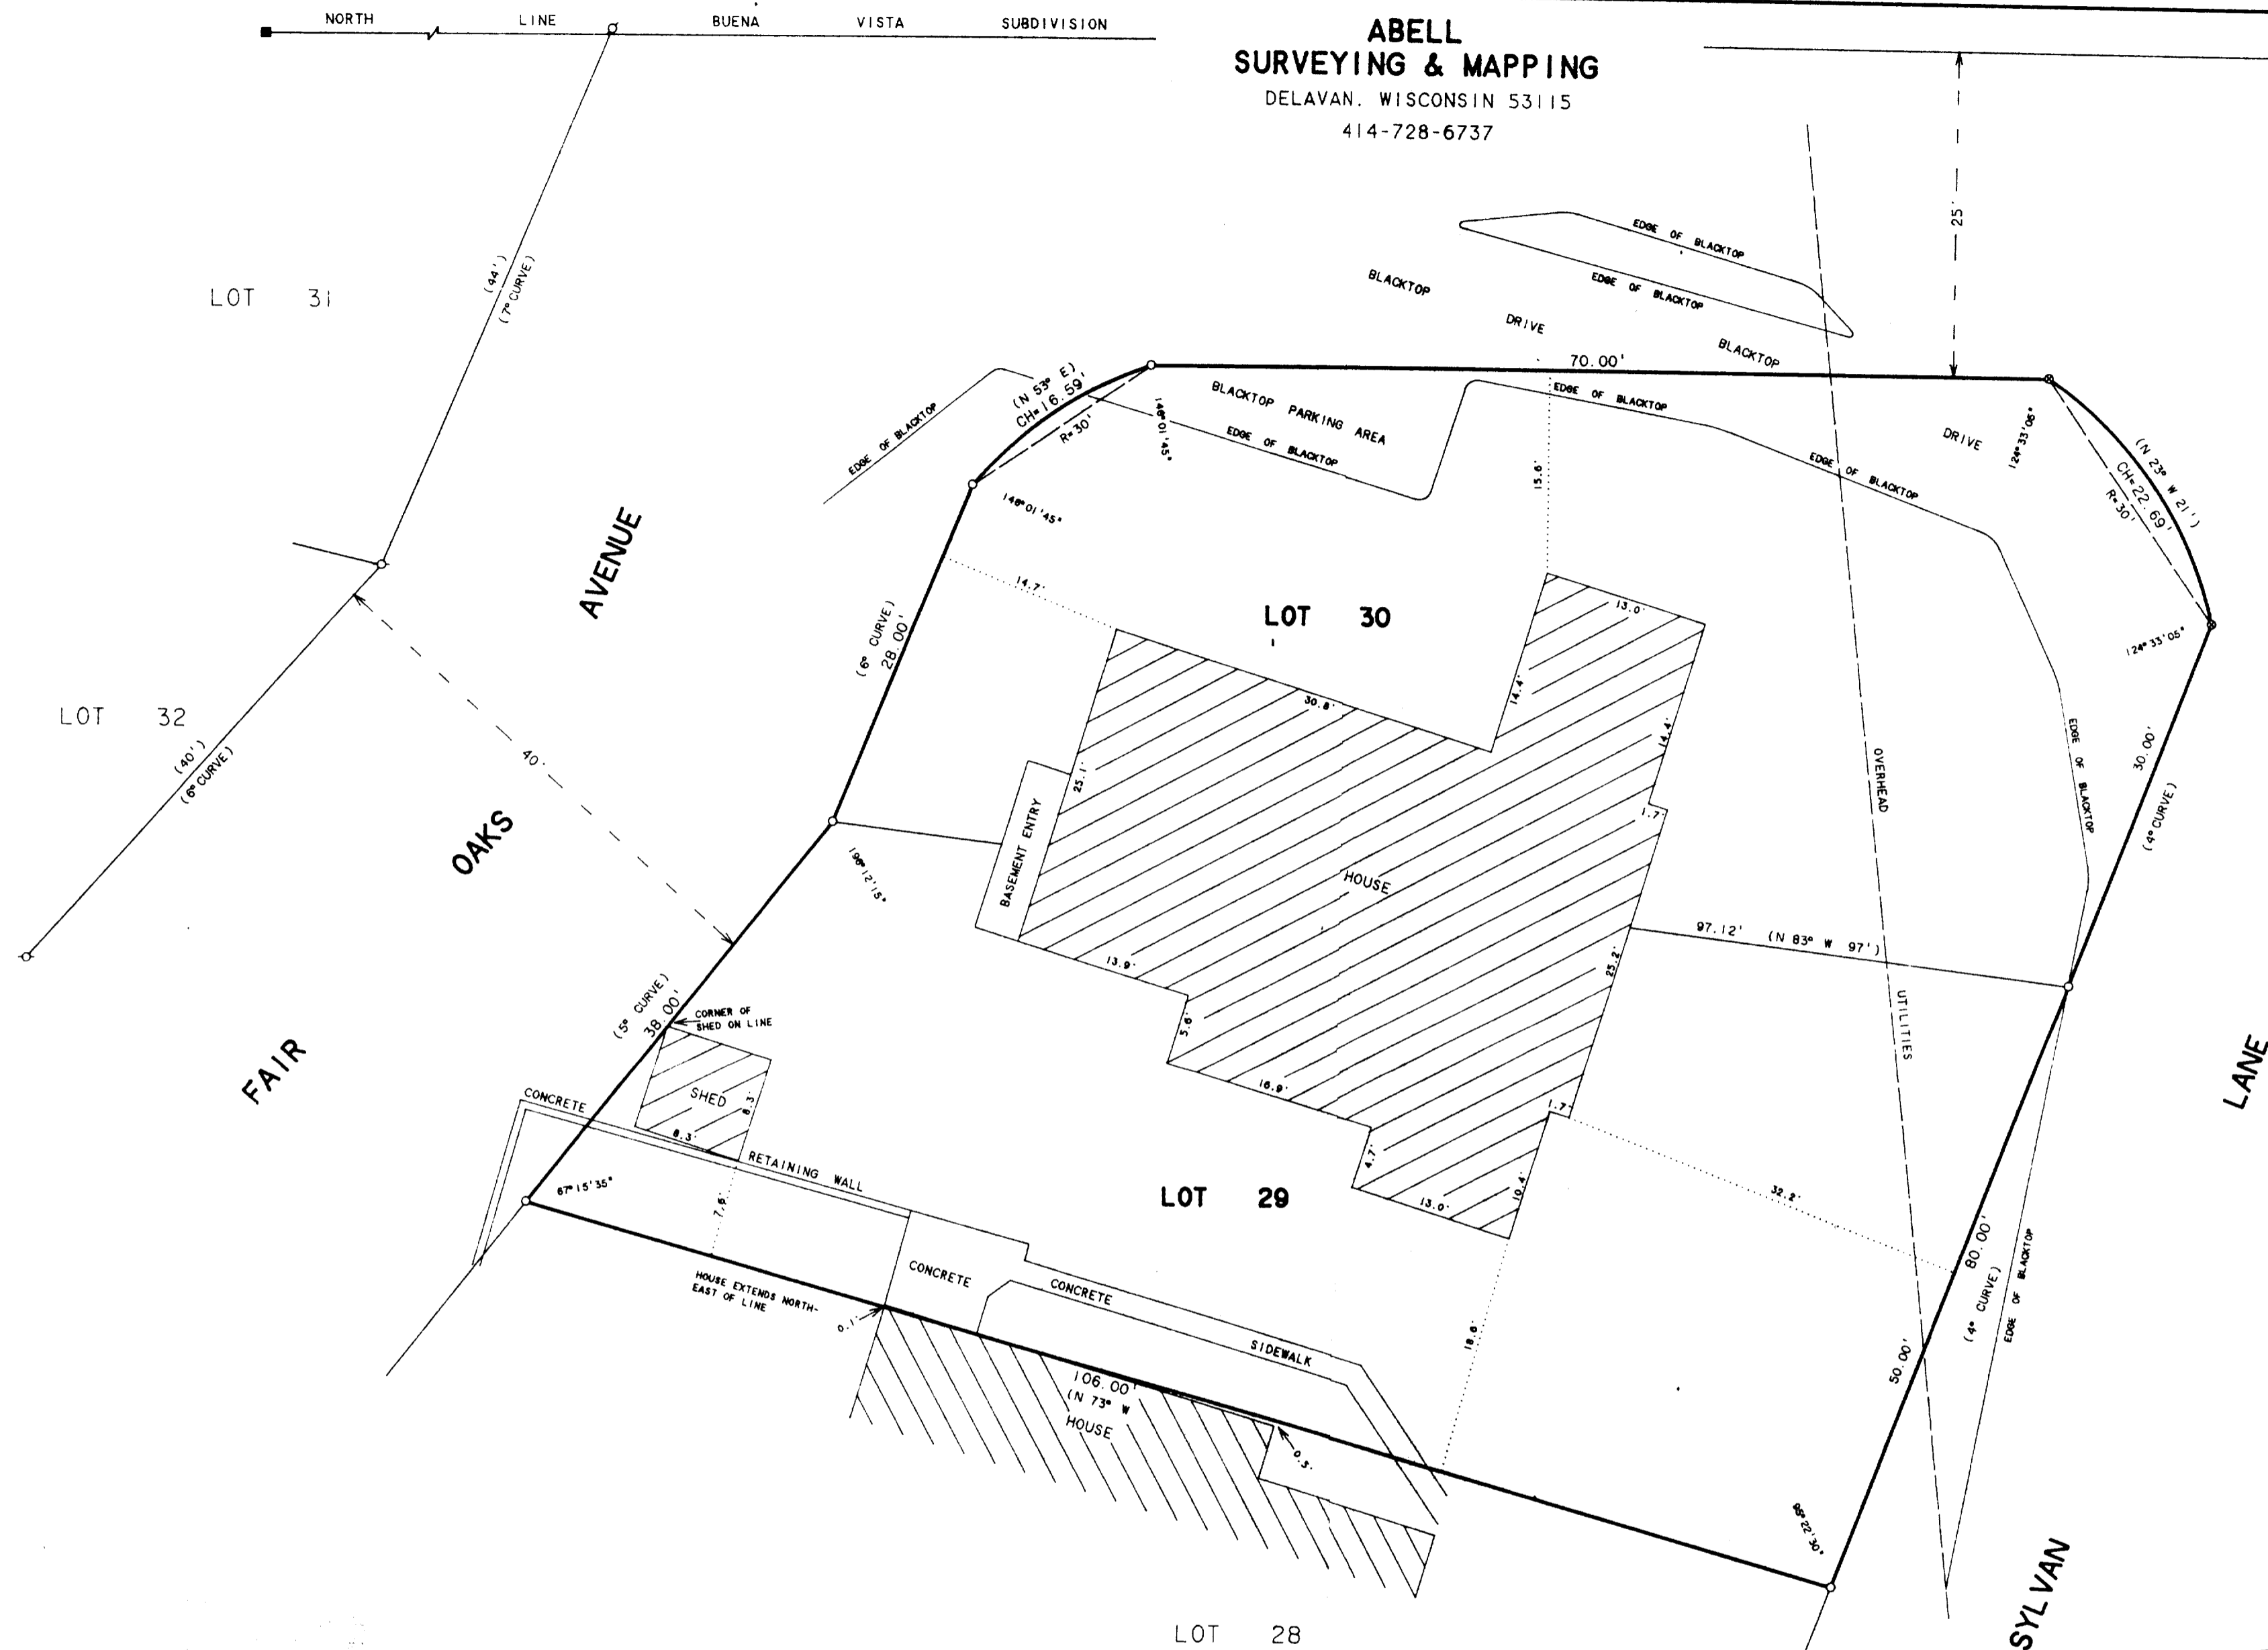 NORTH LINE BUENA VISTA SUBDIVISION
ABELL
SURVEYING & MAPPING
DELAVAN. WISCONSIN 53115
414-728-6737
25'
EDGE OF BLACKTOP
EDGE OF BLACKTOP
BLACKTOP
DRIVE
BLACKTOP
LOT 31
(44')
(7° CURVE)
(N 53° E)
CH=16.59'
R=30'
EDGE OF BLACKTOP
146°01'45"
146°01'45"
BLACKTOP PARKING AREA
EDGE OF BLACKTOP
70.00'
EDGE OF BLACKTOP
EDGE OF BLACKTOP
DRIVE
124°33'05"
(N 23° W 21')
CH=22.69'
R=30'
124°33'05"
15.6'
AVENUE
14.7'
LOT 30
13.0'
14.4'
14.4'
30.8'
(6° CURVE)
28.00'
LOT 32
(40')
(6° CURVE)
40'
OAKS
25.1'
BASEMENT ENTRY
1.7'
HOUSE
OVERHEAD
UTILITIES
EDGE OF BLACKTOP
30.00'
(4° CURVE)
196°12'15"
97.12' (N 83° W 97')
25.2'
13.9'
5.6'
16.9'
1.7'
4.7'
13.0'
10.4'
(5° CURVE)
38.00'
CORNER OF
SHED ON LINE
SHED
8.3'
8.3'
FAIR
CONCRETE
RETAINING WALL
67°15'35"
7.6'
LOT 29
32.2'
80.00'
(4° CURVE)
EDGE OF BLACKTOP
50.00'
LANE
HOUSE EXTENDS NORTH-
EAST OF LINE
0.1'
CONCRETE
CONCRETE
SIDEWALK
18.6'
106.00'
(N 73° W
HOUSE
0.5'
22'30"
SYLVAN
LOT 28